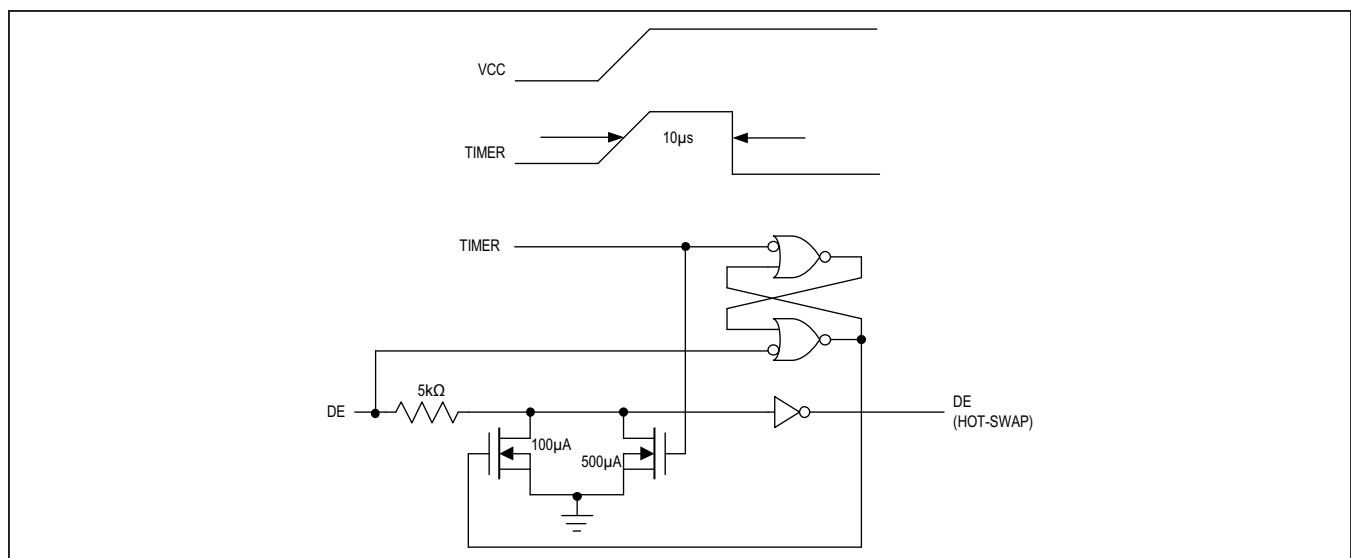 VCC
10µs
TIMER
TIMER
5kΩ
DE
DE
(HOT-SWAP)
100µA
500µA